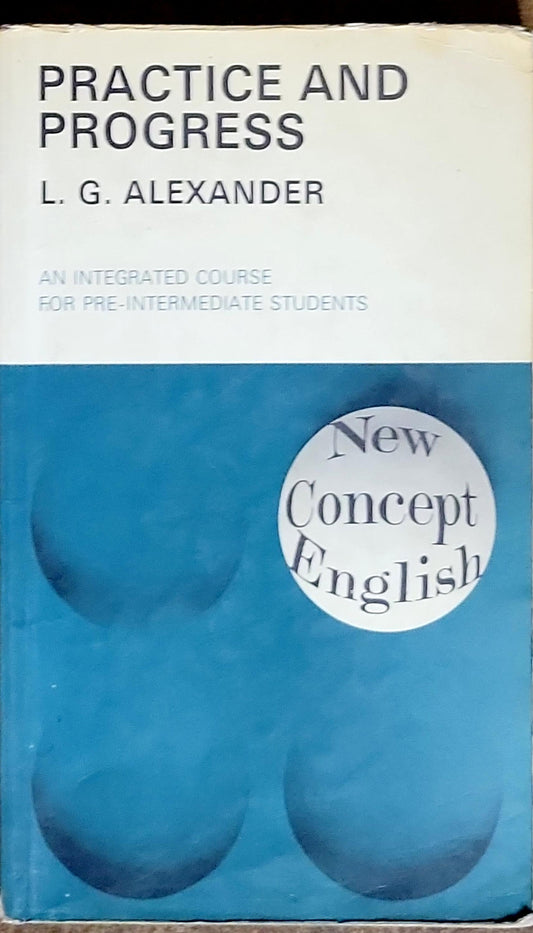 PRACTICE AND
PROGRESS
L. G. ALEXANDER
AN INTEGRATED COURSE
FOR PRE-INTERMEDIATE STUDENTS
New
Concept
English